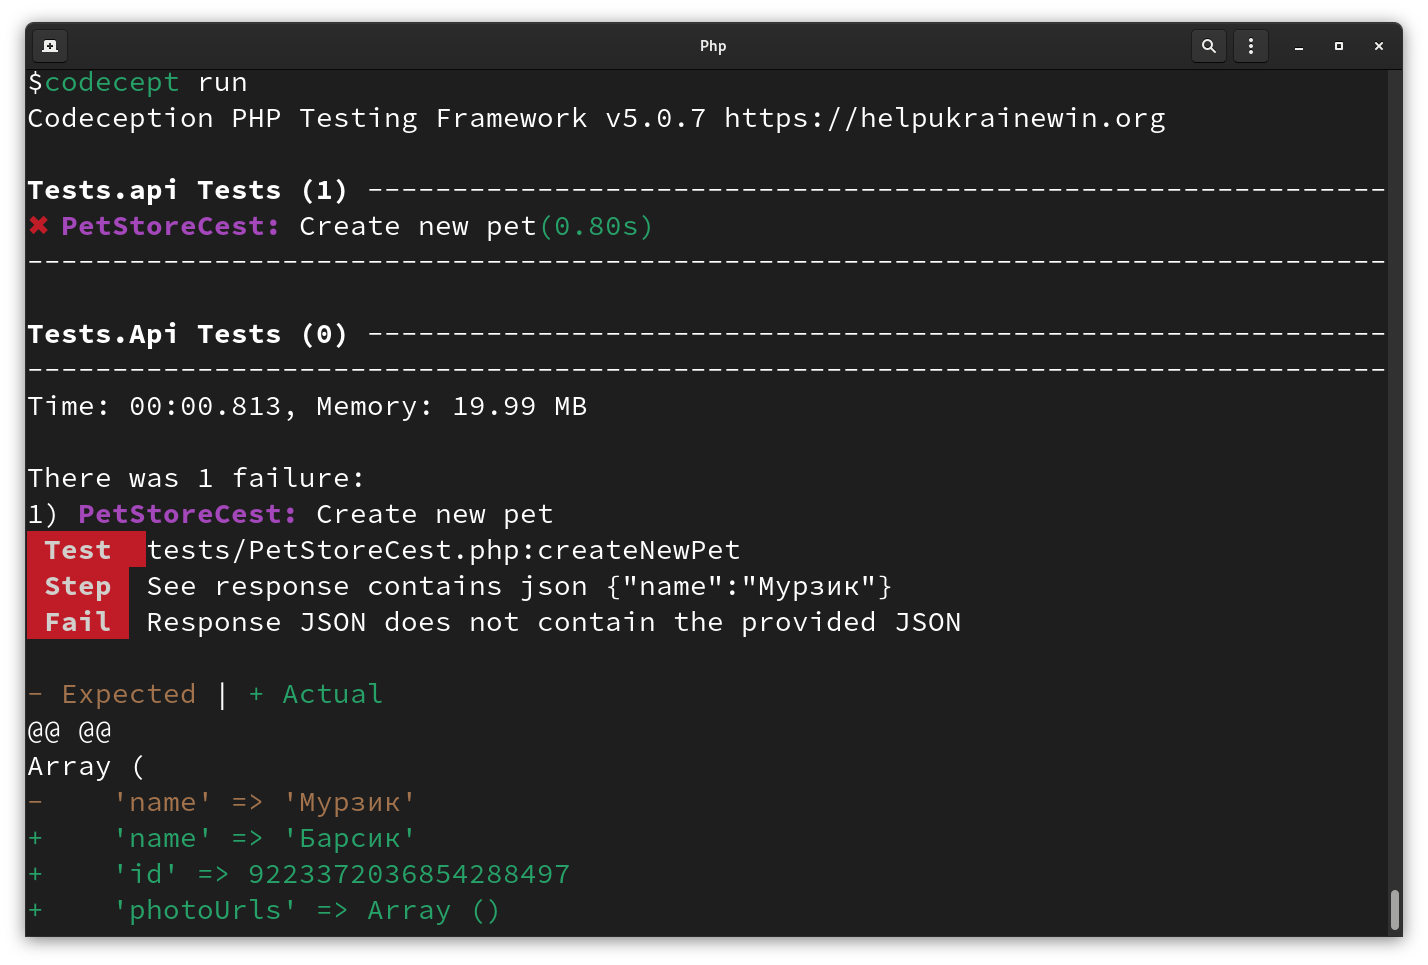 Php
$codecept run
Codeception PHP Testing Framework v5.0.7 https://helpukrainewin.org
Tests.api Tests (1) ------------------------------------------------------------
✖ PetStoreCest: Create new pet(0.80s)
--------------------------------------------------------------------------------
Tests.Api Tests (0) ------------------------------------------------------------
--------------------------------------------------------------------------------
Time: 00:00.813, Memory: 19.99 MB
There was 1 failure:
1) PetStoreCest: Create new pet
Test tests/PetStoreCest.php:createNewPet
Step See response contains json {"name":"Мурзик"}
Fail Response JSON does not contain the provided JSON
- Expected | + Actual
@@ @@
Array (
-    'name' => 'Мурзик'
+    'name' => 'Барсик'
+    'id' => 9223372036854288497
+    'photoUrls' => Array ()